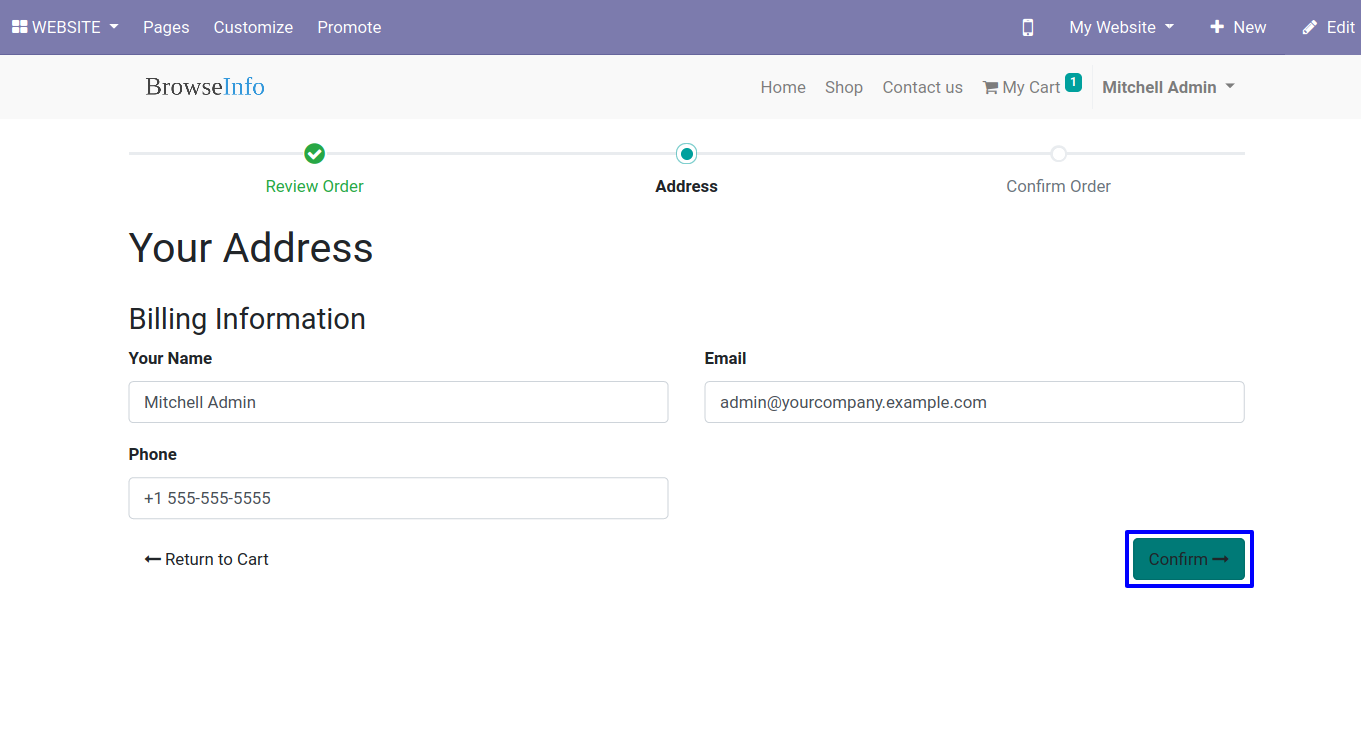 WEBSITE Pages Customize Promote My Website New Edit
BrowseInfo Home Shop Contact us My Cart 1 Mitchell Admin
Review Order Address Confirm Order
Your Address
Billing Information
Your Name Email
Mitchell Admin admin@yourcompany.example.com
Phone
+1 555-555-5555
Return to Cart Confirm